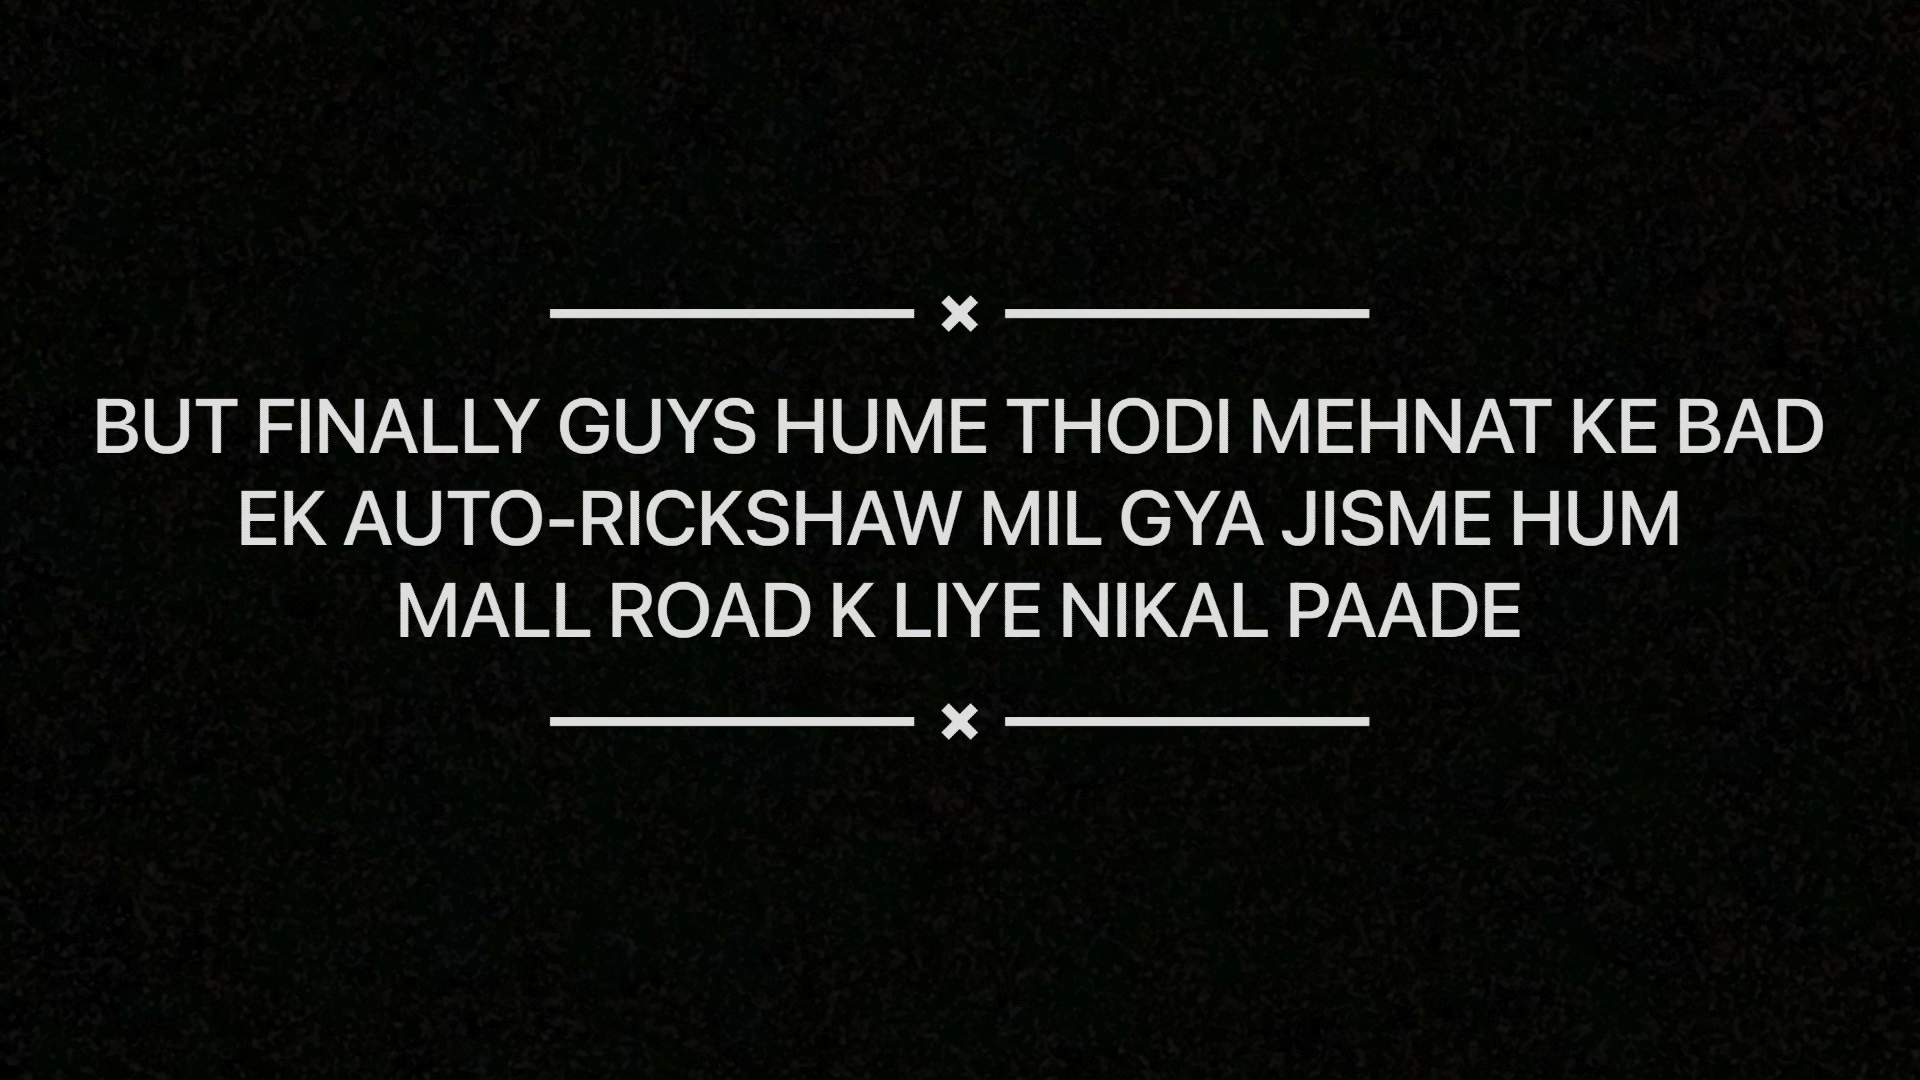 BUT FINALLY GUYS HUME THODI MEHNAT KE BAD
EK AUTO-RICKSHAW MIL GYA JISME HUM
MALL ROAD K LIYE NIKAL PAADE